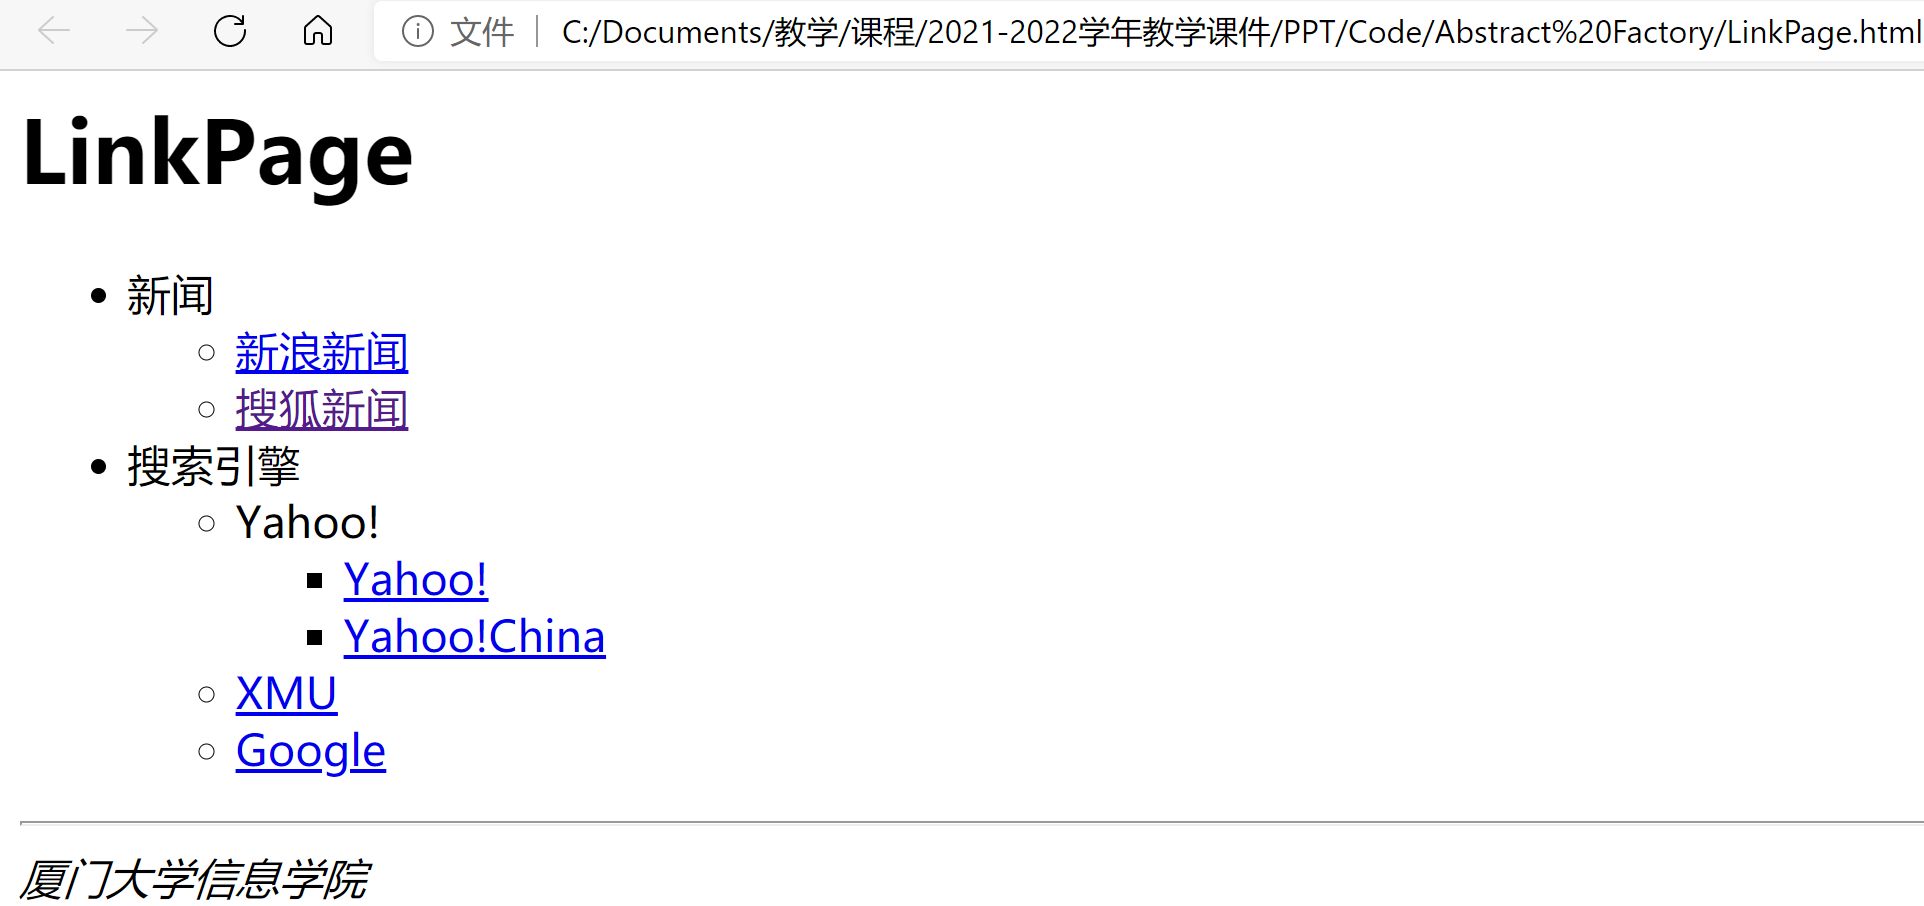 文件 C:/Documents/教学/课程/2021-2022学年教学课件/PPT/Code/Abstract%20Factory/LinkPage.html
LinkPage
新闻
新浪新闻
搜狐新闻
搜索引擎
Yahoo!
Yahoo!
Yahoo!China
XMU
Google
厦门大学信息学院